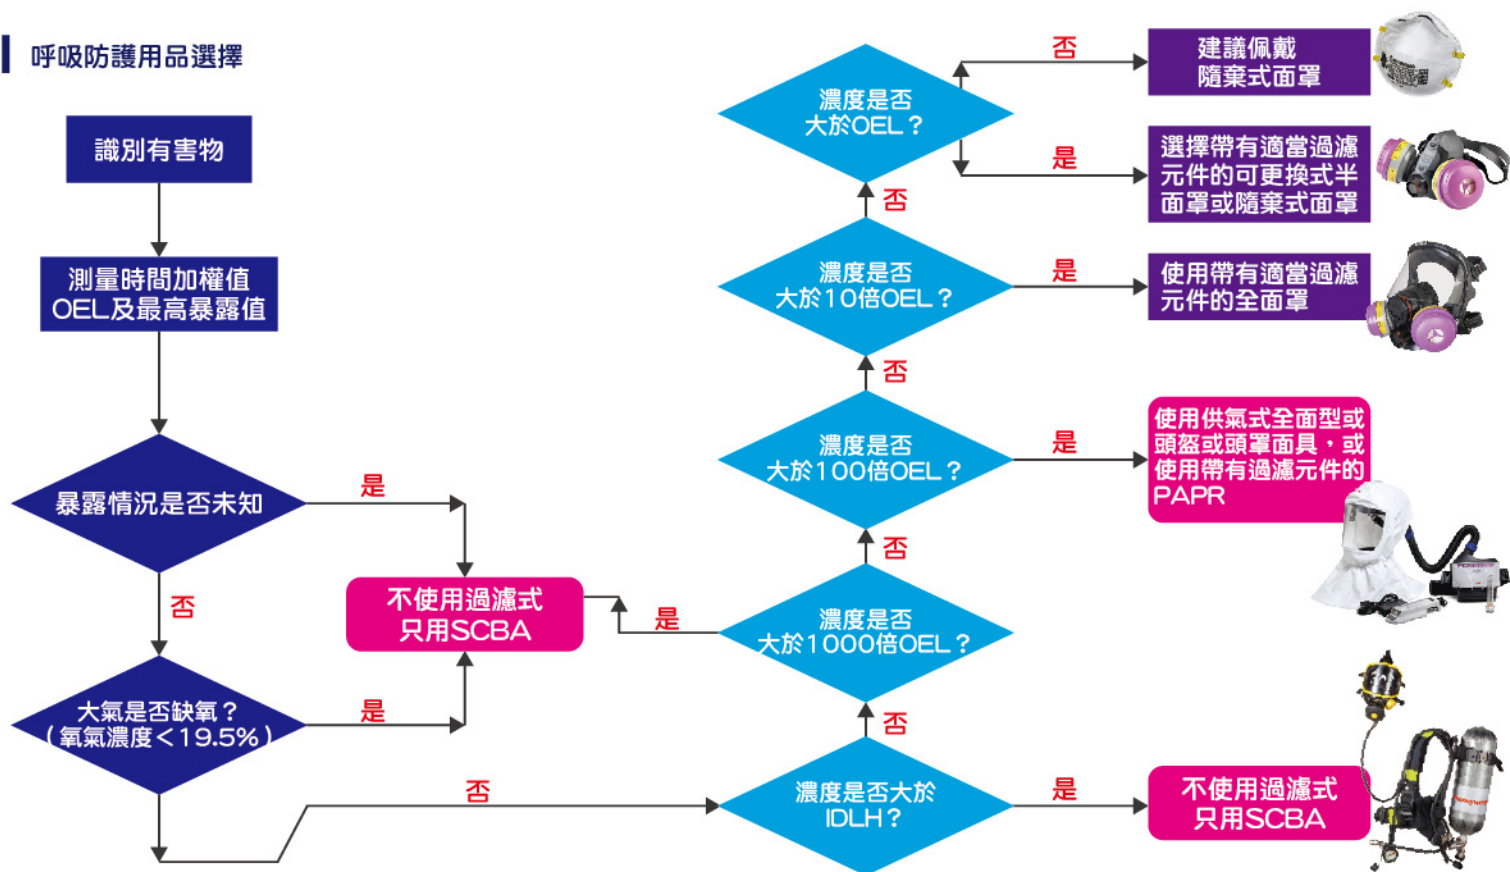 呼吸防護用品選擇
識別有害物
測量時間加權值
OEL及最高暴露值
暴露情況是否未知
是
否
大氣是否缺氧？
（氧氣濃度＜19.5%）
是
否
不使用過濾式
只用SCBA
濃度是否
大於OEL？
否
建議佩戴
隨棄式面罩
是
選擇帶有適當過濾
元件的可更換式半
面罩或隨棄式面罩
否
濃度是否
大於10倍OEL？
是
使用帶有適當過濾
元件的全面罩
否
濃度是否
大於100倍OEL？
是
使用供氣式全面型或
頭盔或頭罩面具，或
使用帶有過濾元件的
PAPR
否
濃度是否
大於1000倍OEL？
是
否
濃度是否大於
IDLH？
是
不使用過濾式
只用SCBA